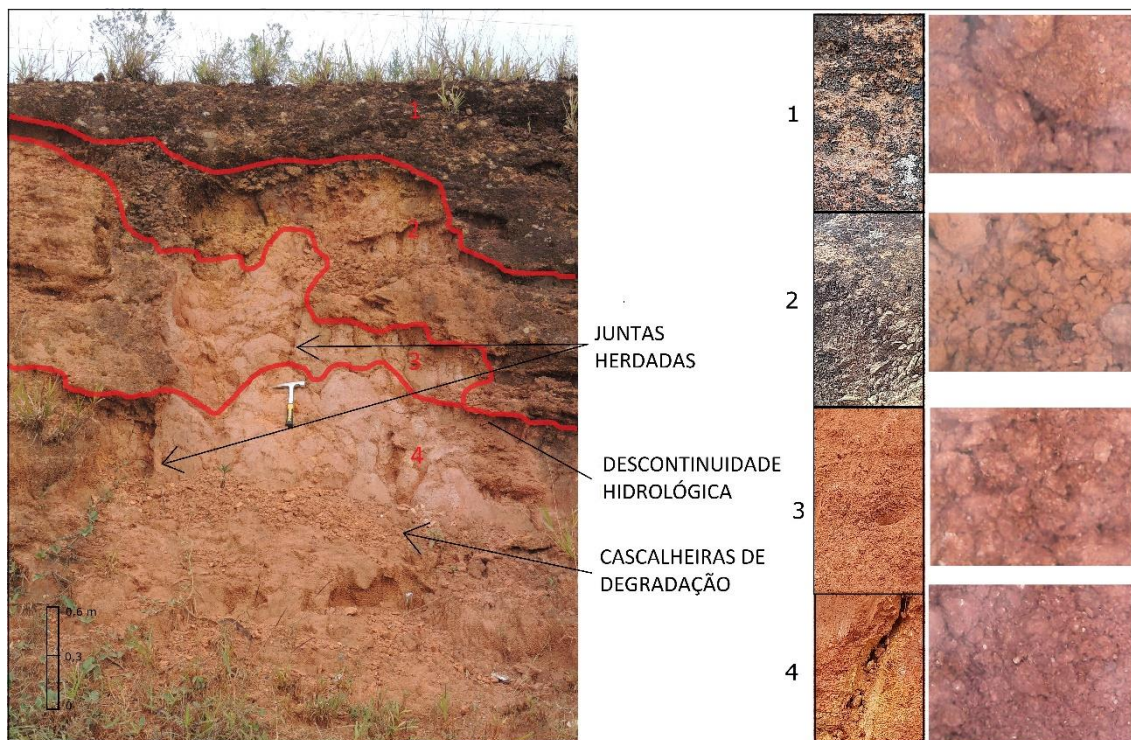 1
2
3
4
JUNTAS
HERDADAS
DESCONTINUIDADE
HIDROLÓGICA
CASCALHEIRAS DE
DEGRADAÇÃO
0,6 m
0,3
0
1
2
3
4